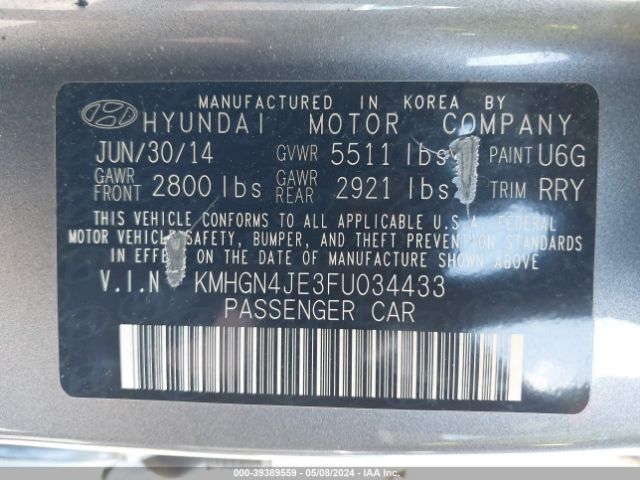 MANUFACTURED IN KOREA BY
HYUNDAI MOTOR COMPANY
JUN/30/14 GVWR 5511 lbs PAINT U6G
GAWR FRONT 2800 lbs GAWR REAR 2921 lbs TRIM RRY
THIS VEHICLE CONFORMS TO ALL APPLICABLE U.S.A. FEDERAL
MOTOR VEHICLE SAFETY, BUMPER, AND THEFT PREVENTION STANDARDS
IN EFFECT ON THE DATE OF MANUFACTURE
V.I.N KMHGN4JE3FU034433
PASSENGER CAR
000-39389559 - 05/08/2024 - IAA Inc.